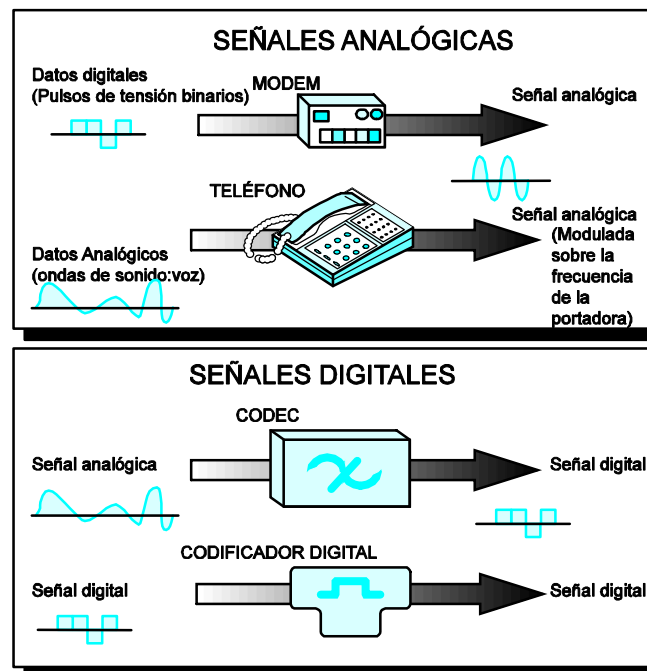 SEÑALES ANALÓGICAS
Datos digitales
(Pulsos de tensión binarios)
MODEM
Señal analógica
TELÉFONO
Datos Analógicos
(ondas de sonido:voz)
Señal analógica
(Modulada
sobre la
frecuencia
de la
portadora)
SEÑALES DIGITALES
CODEC
Señal analógica
Señal digital
CODIFICADOR DIGITAL
Señal digital
Señal digital